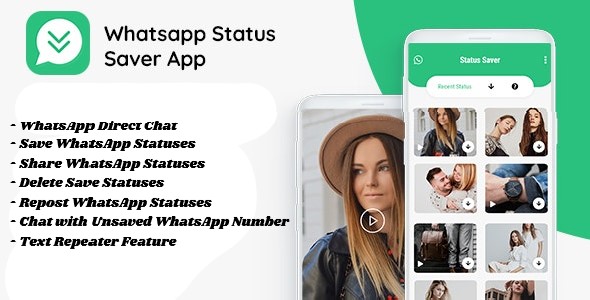 Whatsapp Status
Saver App
- WhatsApp Direct Chat
- Save WhatsApp Statuses
- Share WhatsApp Statuses
- Delete Save Statuses
- Repost WhatsApp Statuses
- Chat with Unsaved WhatsApp Number
- Text Repeater Feature
Status Saver
Recent Status